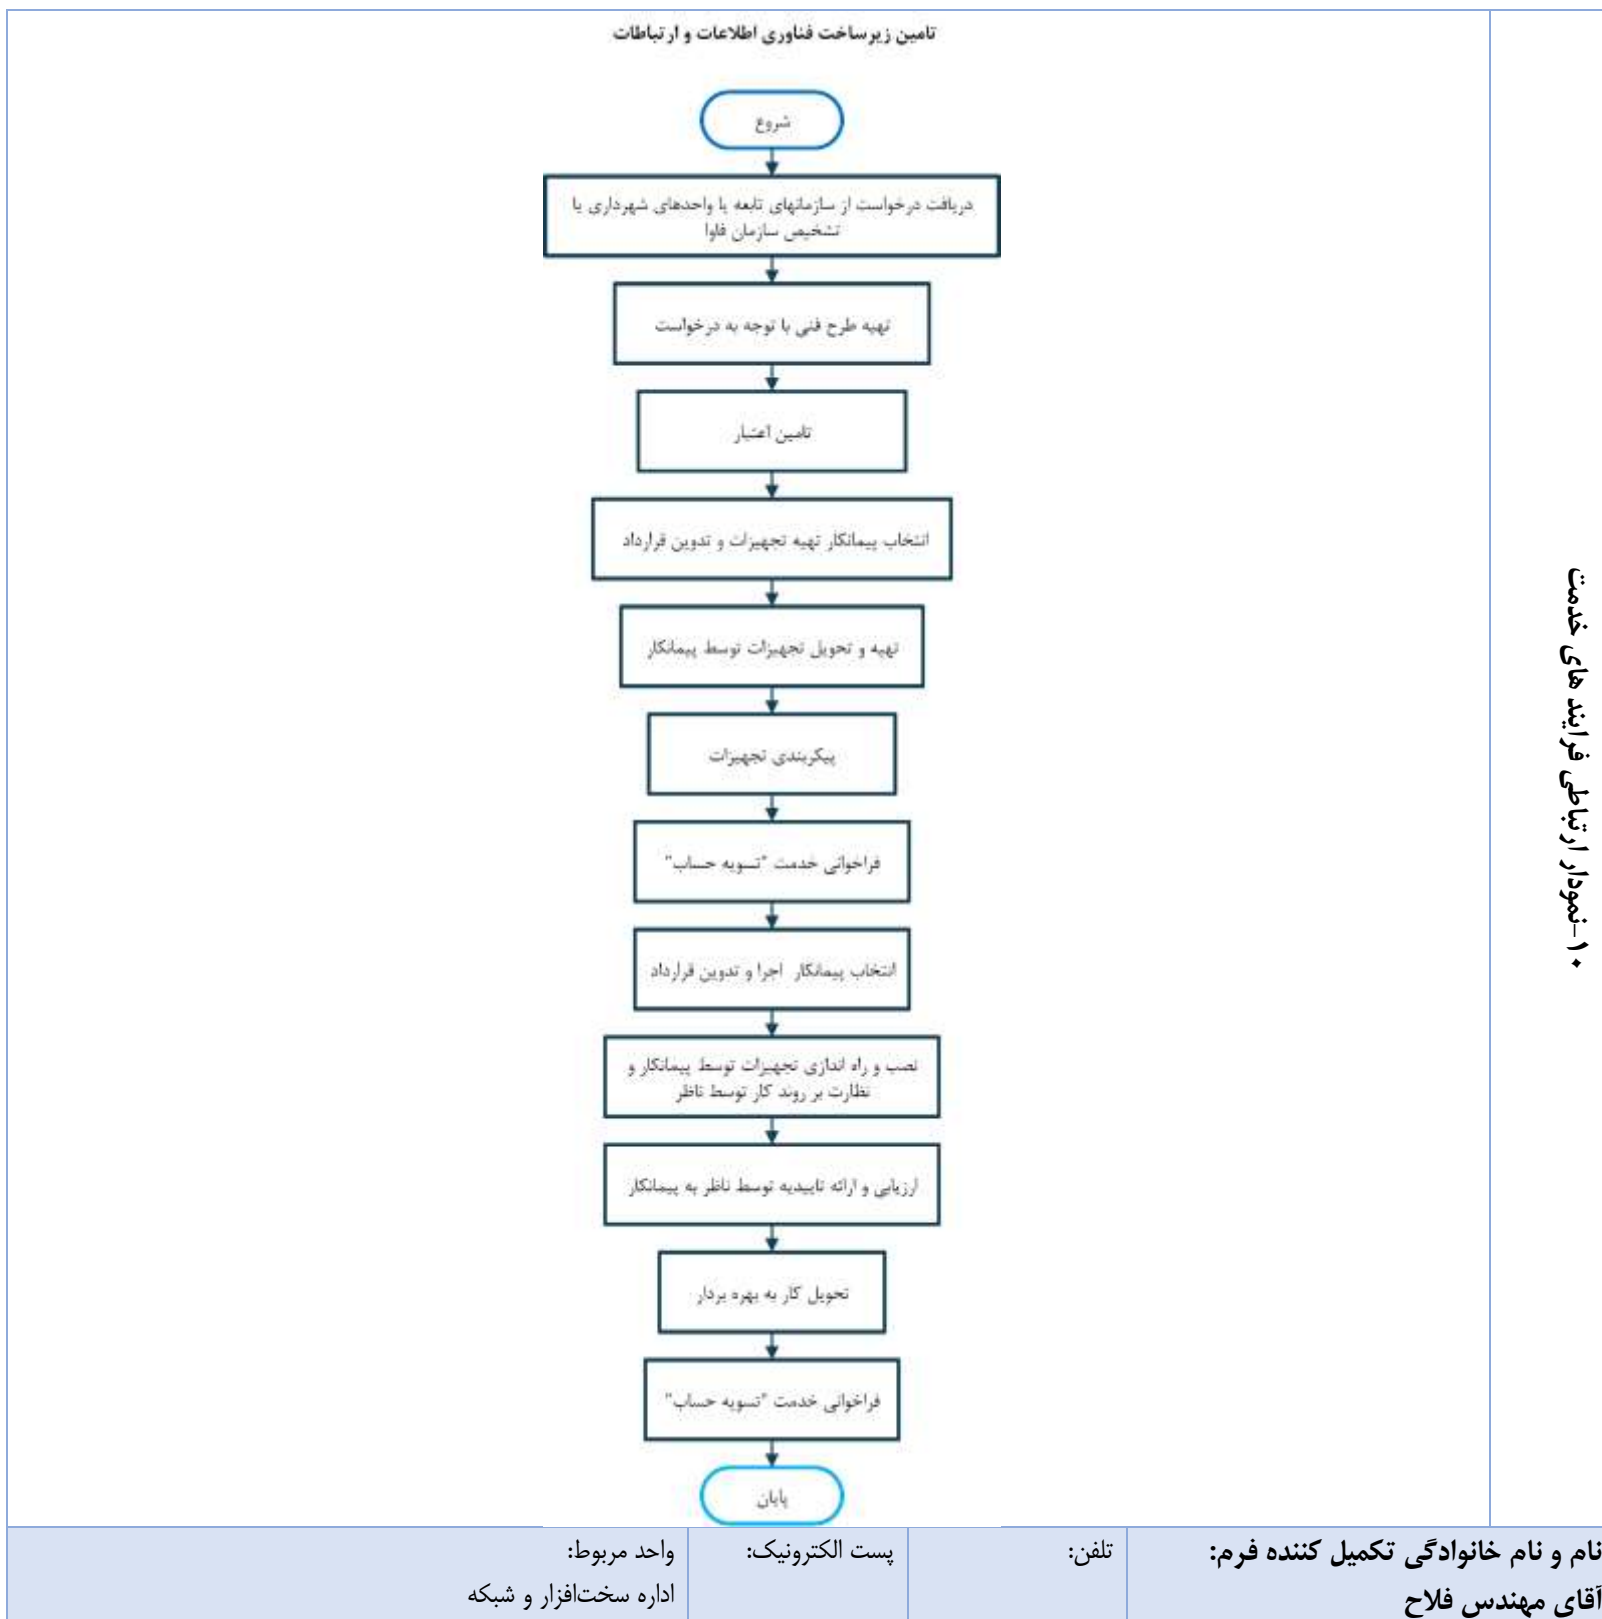 تامین زیرساخت فناوری اطلاعات و ارتباطات
شروع
دریافت درخواست از سازمانهای تابعه یا واحدهای شهرداری یا
تشخیص سازمان فاوا
تهیه طرح فنی با توجه به درخواست
تامین اعتبار
انتخاب پیمانکار تهیه تجهیزات و تدوین قرارداد
تهیه و تحویل تجهیزات توسط پیمانکار
پیکربندی تجهیزات
فراخوانی خدمت "تسویه حساب"
انتخاب پیمانکار اجرا و تدوین قرارداد
نصب و راه اندازی تجهیزات توسط پیمانکار و
نظارت بر روند کار توسط ناظر
ارزیابی و ارائه تاییدیه توسط ناظر به پیمانکار
تحویل کار به بهره بردار
فراخوانی خدمت "تسویه حساب"
پایان
۱۰-نمودار ارتباطی فرایند های خدمت
نام و نام خانوادگی تکمیل کننده فرم:
آقای مهندس فلاح
تلفن:
پست الکترونیک:
واحد مربوط:
اداره سخت‌افزار و شبکه